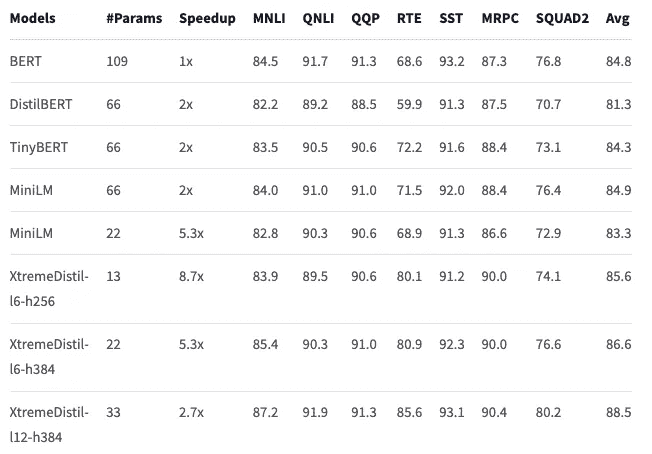 Models #Params Speedup MNLI QNLI QQP RTE SST MRPC SQUAD2 Avg
BERT 109 1x 84.5 91.7 91.3 68.6 93.2 87.3 76.8 84.8
DistilBERT 66 2x 82.2 89.2 88.5 59.9 91.3 87.5 70.7 81.3
TinyBERT 66 2x 83.5 90.5 90.6 72.2 91.6 88.4 73.1 84.3
MiniLM 66 2x 84.0 91.0 91.0 71.5 92.0 88.4 76.4 84.9
MiniLM 22 5.3x 82.8 90.3 90.6 68.9 91.3 86.6 72.9 83.3
XtremeDistil- 13 8.7x 83.9 89.5 90.6 80.1 91.2 90.0 74.1 85.6
l6-h256
XtremeDistil- 22 5.3x 85.4 90.3 91.0 80.9 92.3 90.0 76.6 86.6
l6-h384
XtremeDistil- 33 2.7x 87.2 91.9 91.3 85.6 93.1 90.4 80.2 88.5
l12-h384